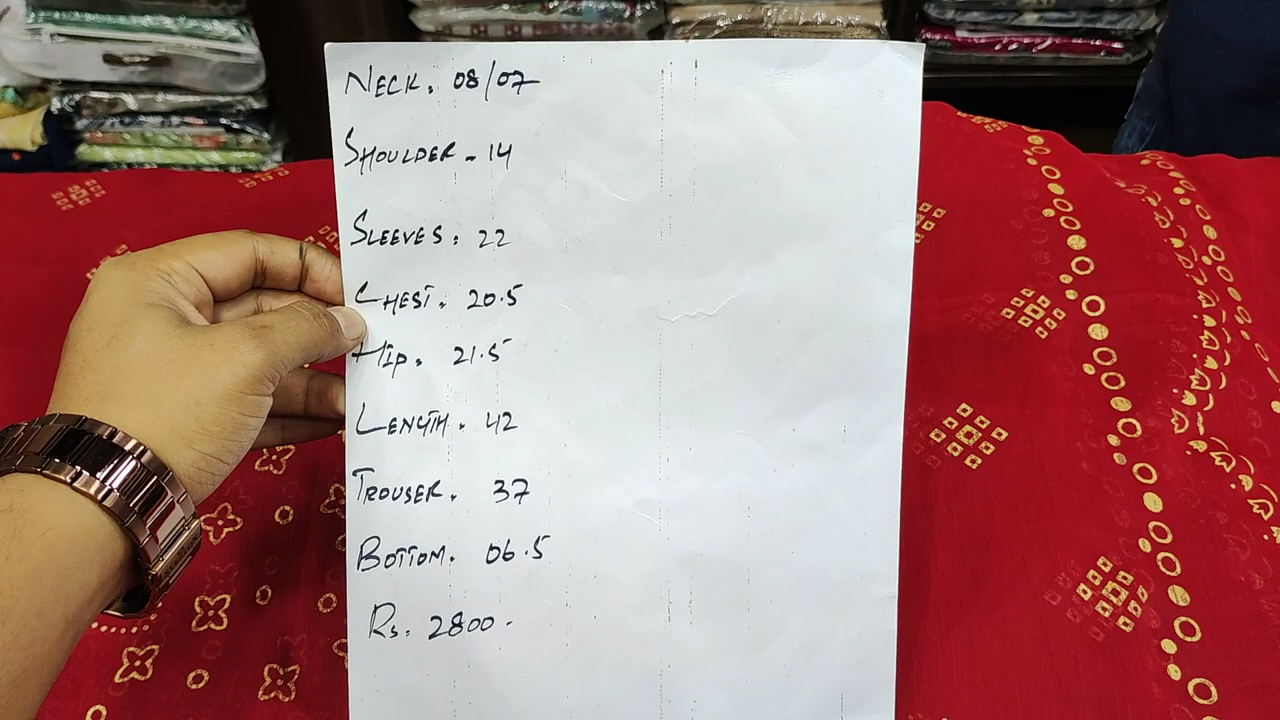 NECK. 08/07
SHOULDER - 14
SLEEVES. 22
CHEST. 20.5
Hip. 21.5
LENGTH. 42
TROUSER. 37
BOTTOM. 06.5
Rs. 2800.